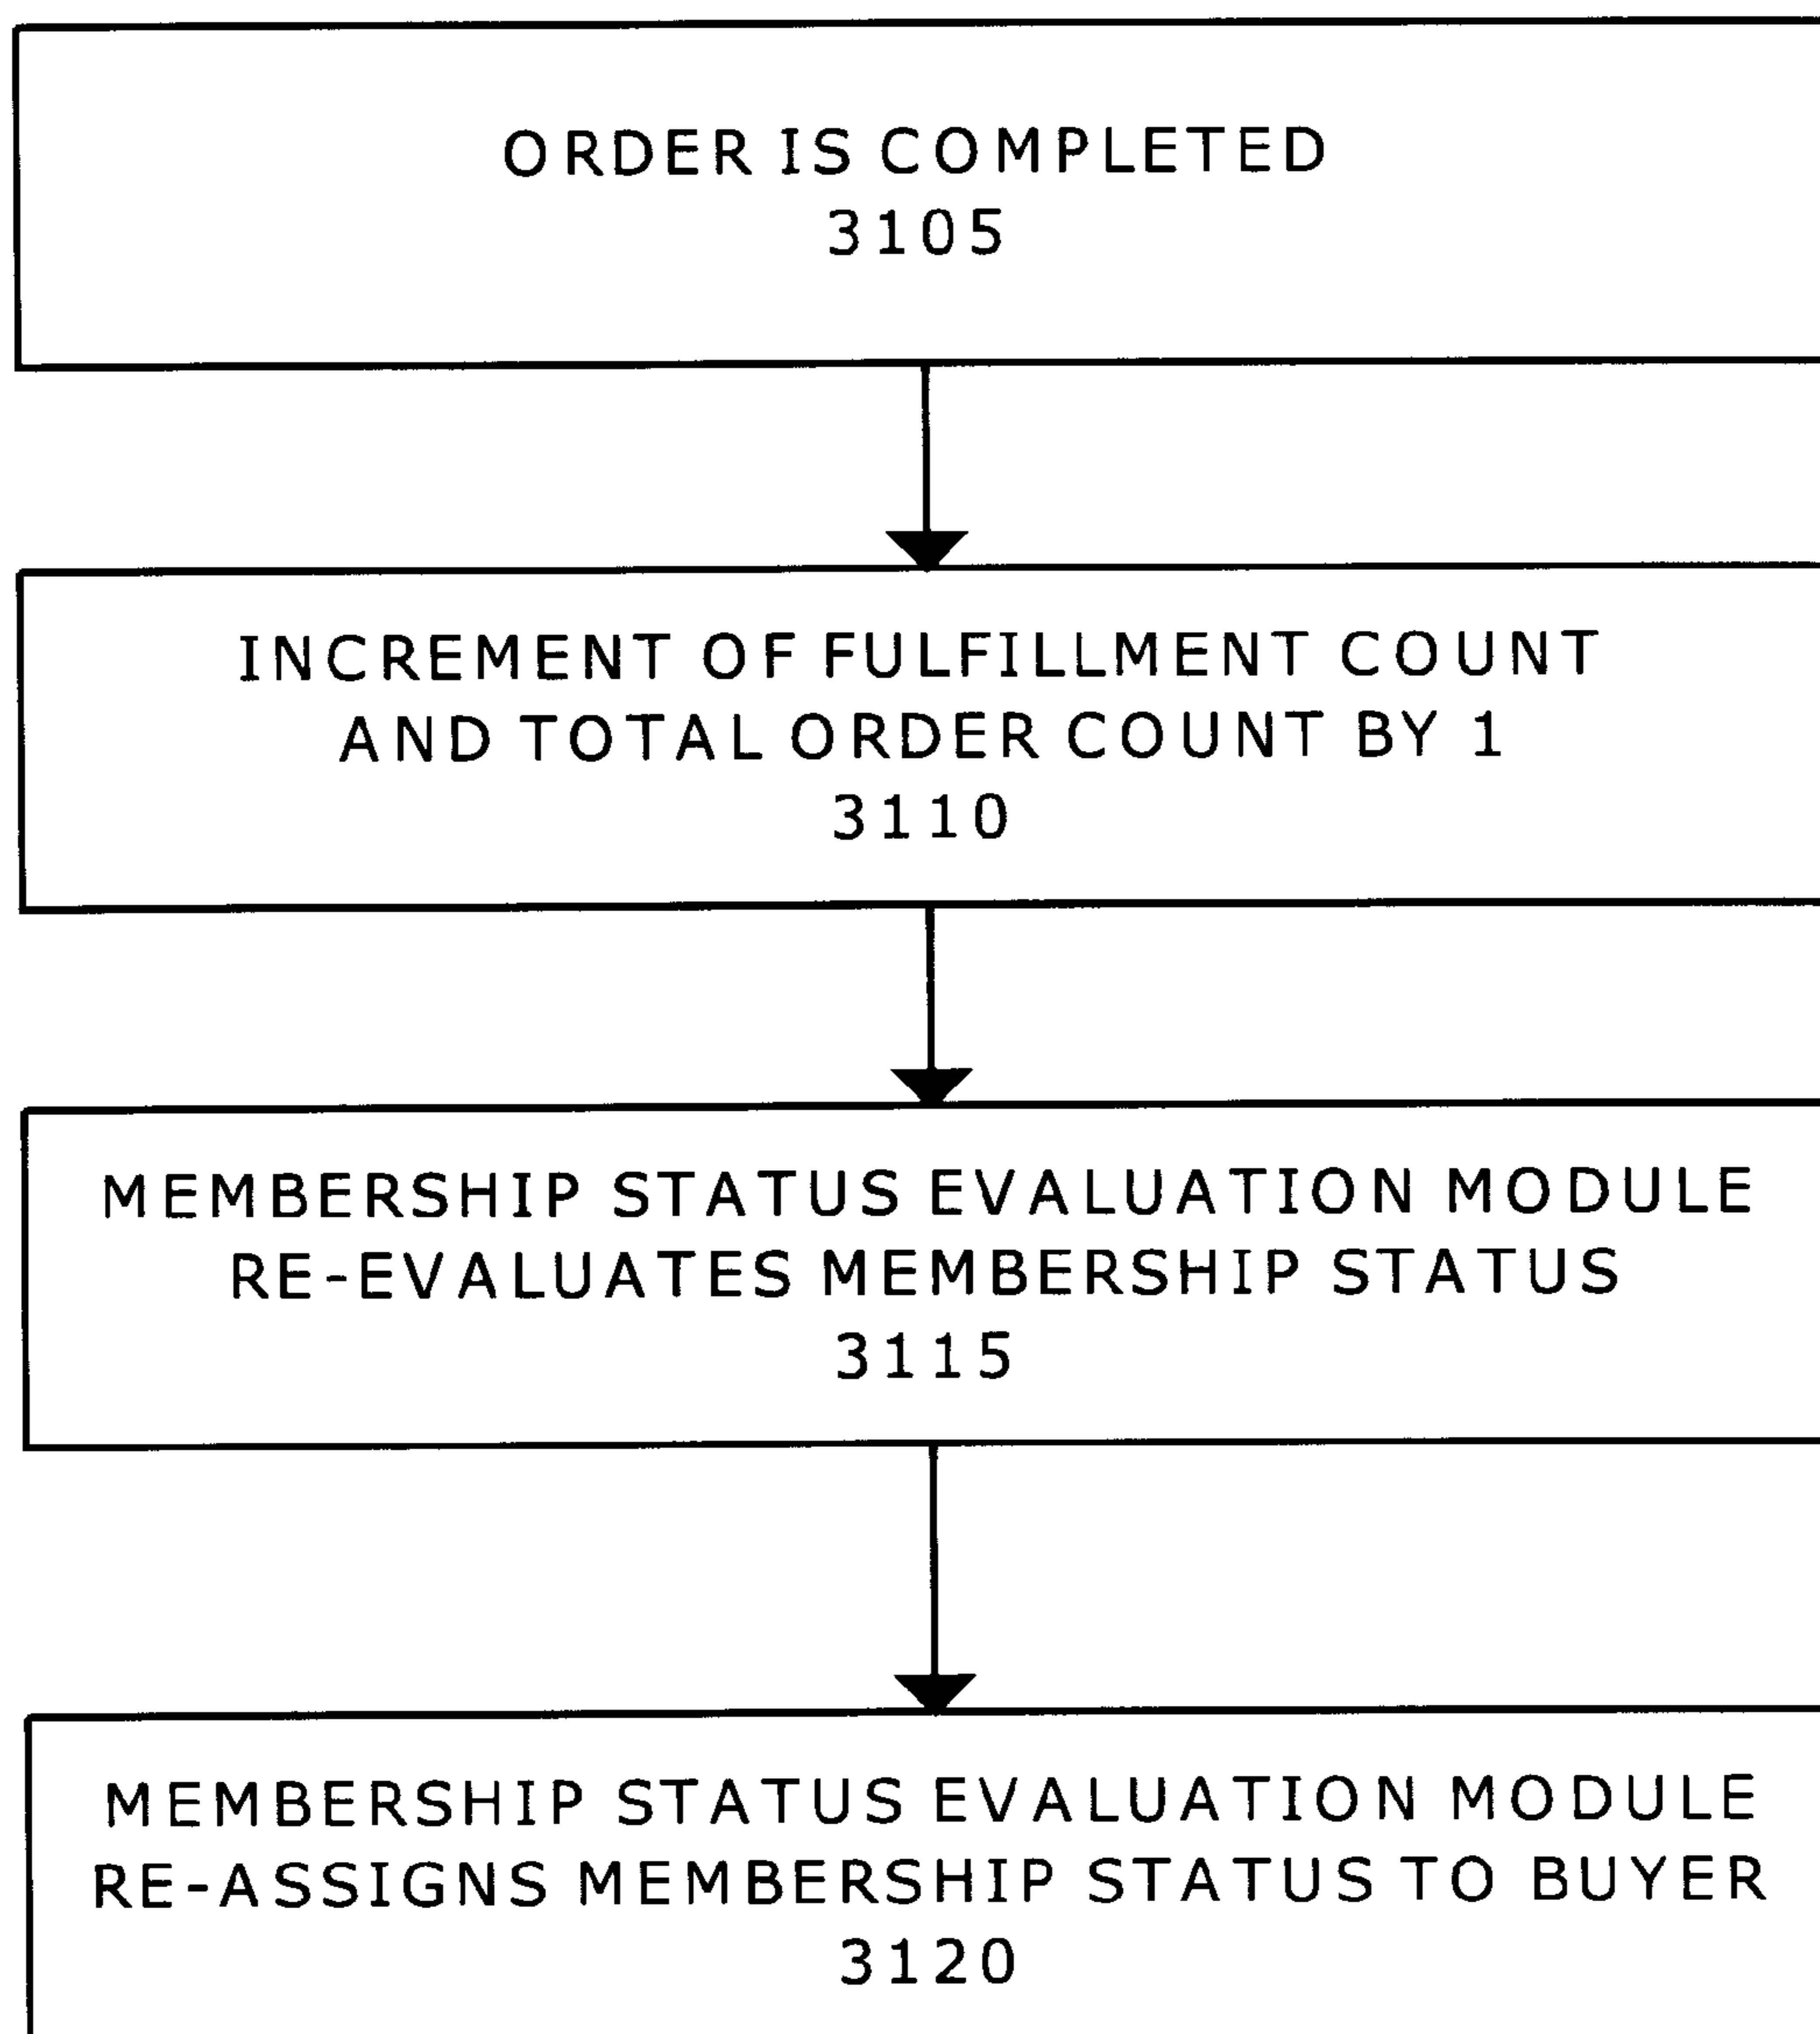 ORDER IS COMPLETED
3105
INCREMENT OF FULFILLMENT COUNT
AND TOTAL ORDER COUNT BY 1
3110
MEMBERSHIP STATUS EVALUATION MODULE
RE-EVALUATES MEMBERSHIP STATUS
3115
MEMBERSHIP STATUS EVALUATION MODULE
RE-ASSIGNS MEMBERSHIP STATUS TO BUYER
3120